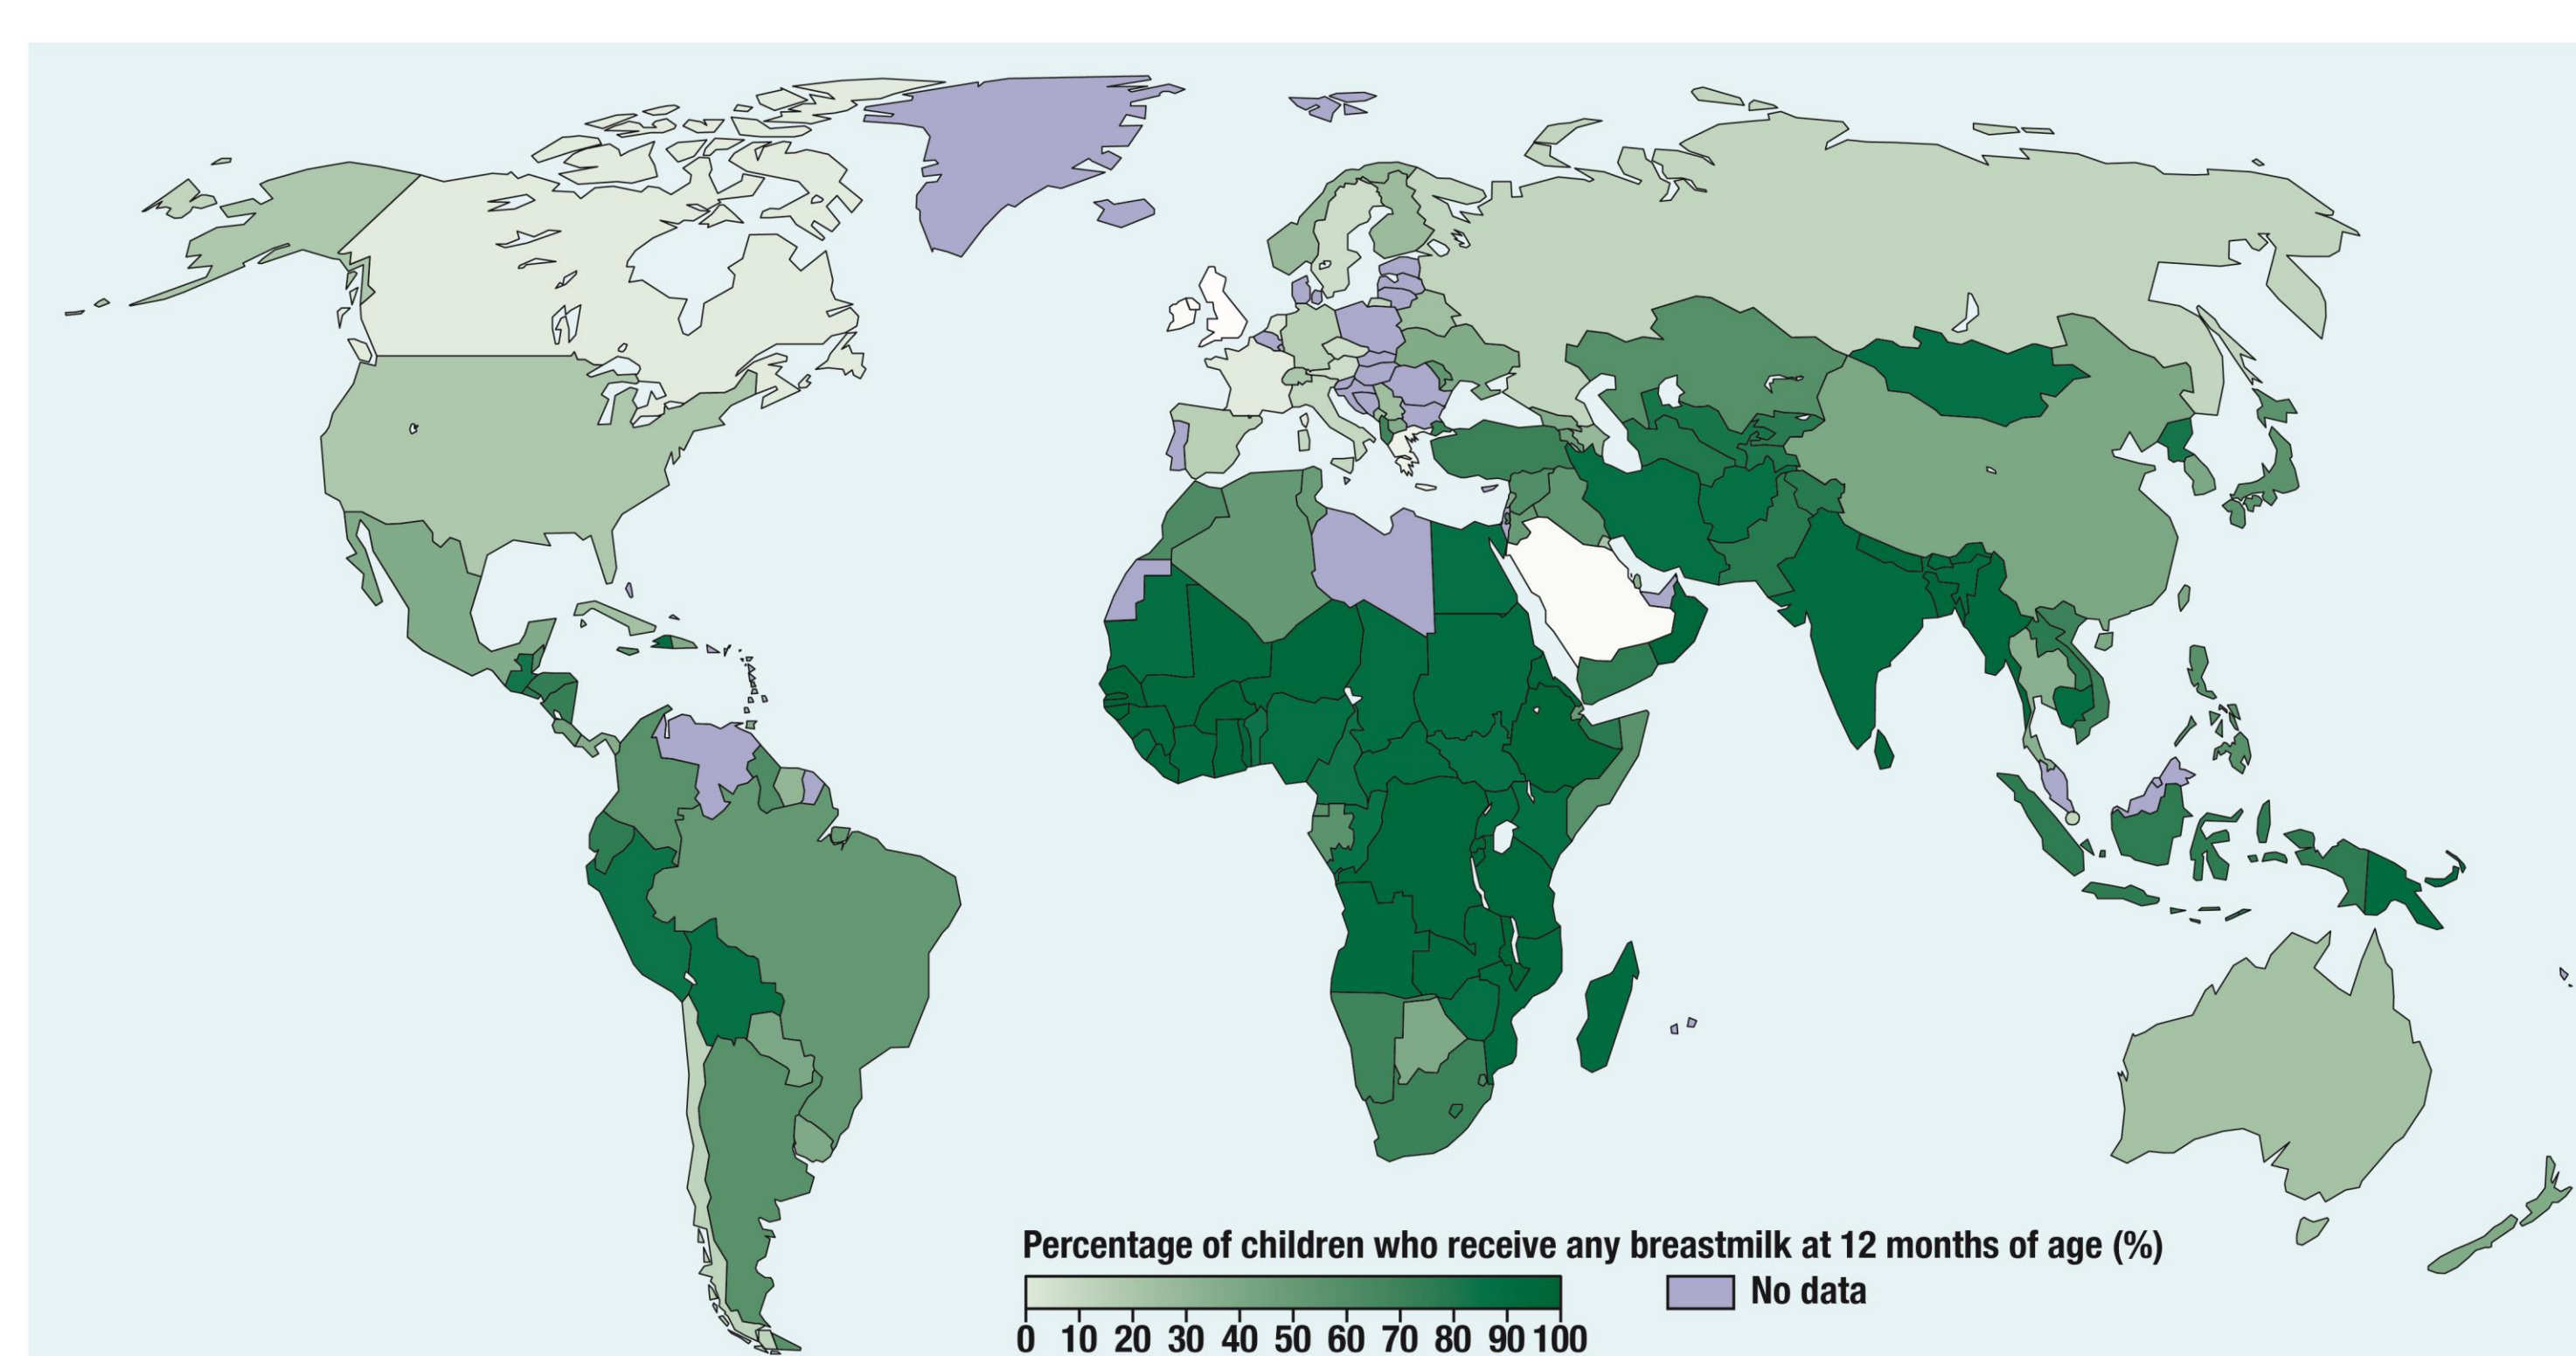 Percentage of children who receive any breastmilk at 12 months of age (%)
No data
0 10 20 30 40 50 60 70 80 90 100